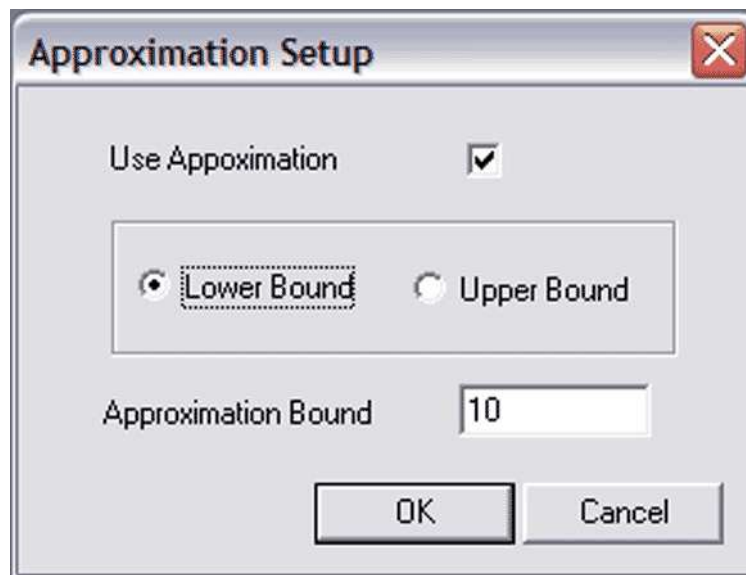 Approximation Setup
Use Appoximation
Lower Bound Upper Bound
Approximation Bound 10
OK Cancel